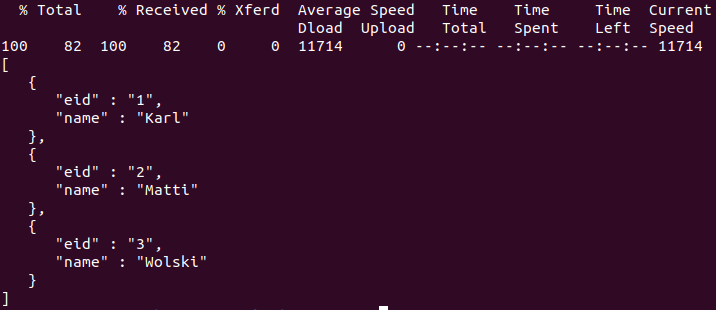 % Total % Received % Xferd Average Speed Time Time Time Current
Dload Upload Total Spent Left Speed
100 82 100 82 0 0 11714 0 --:--:-- --:--:-- --:--:-- 11714
[
{
"eid" : "1",
"name" : "Karl"
},
{
"eid" : "2",
"name" : "Matti"
},
{
"eid" : "3",
"name" : "Wolski"
}
]